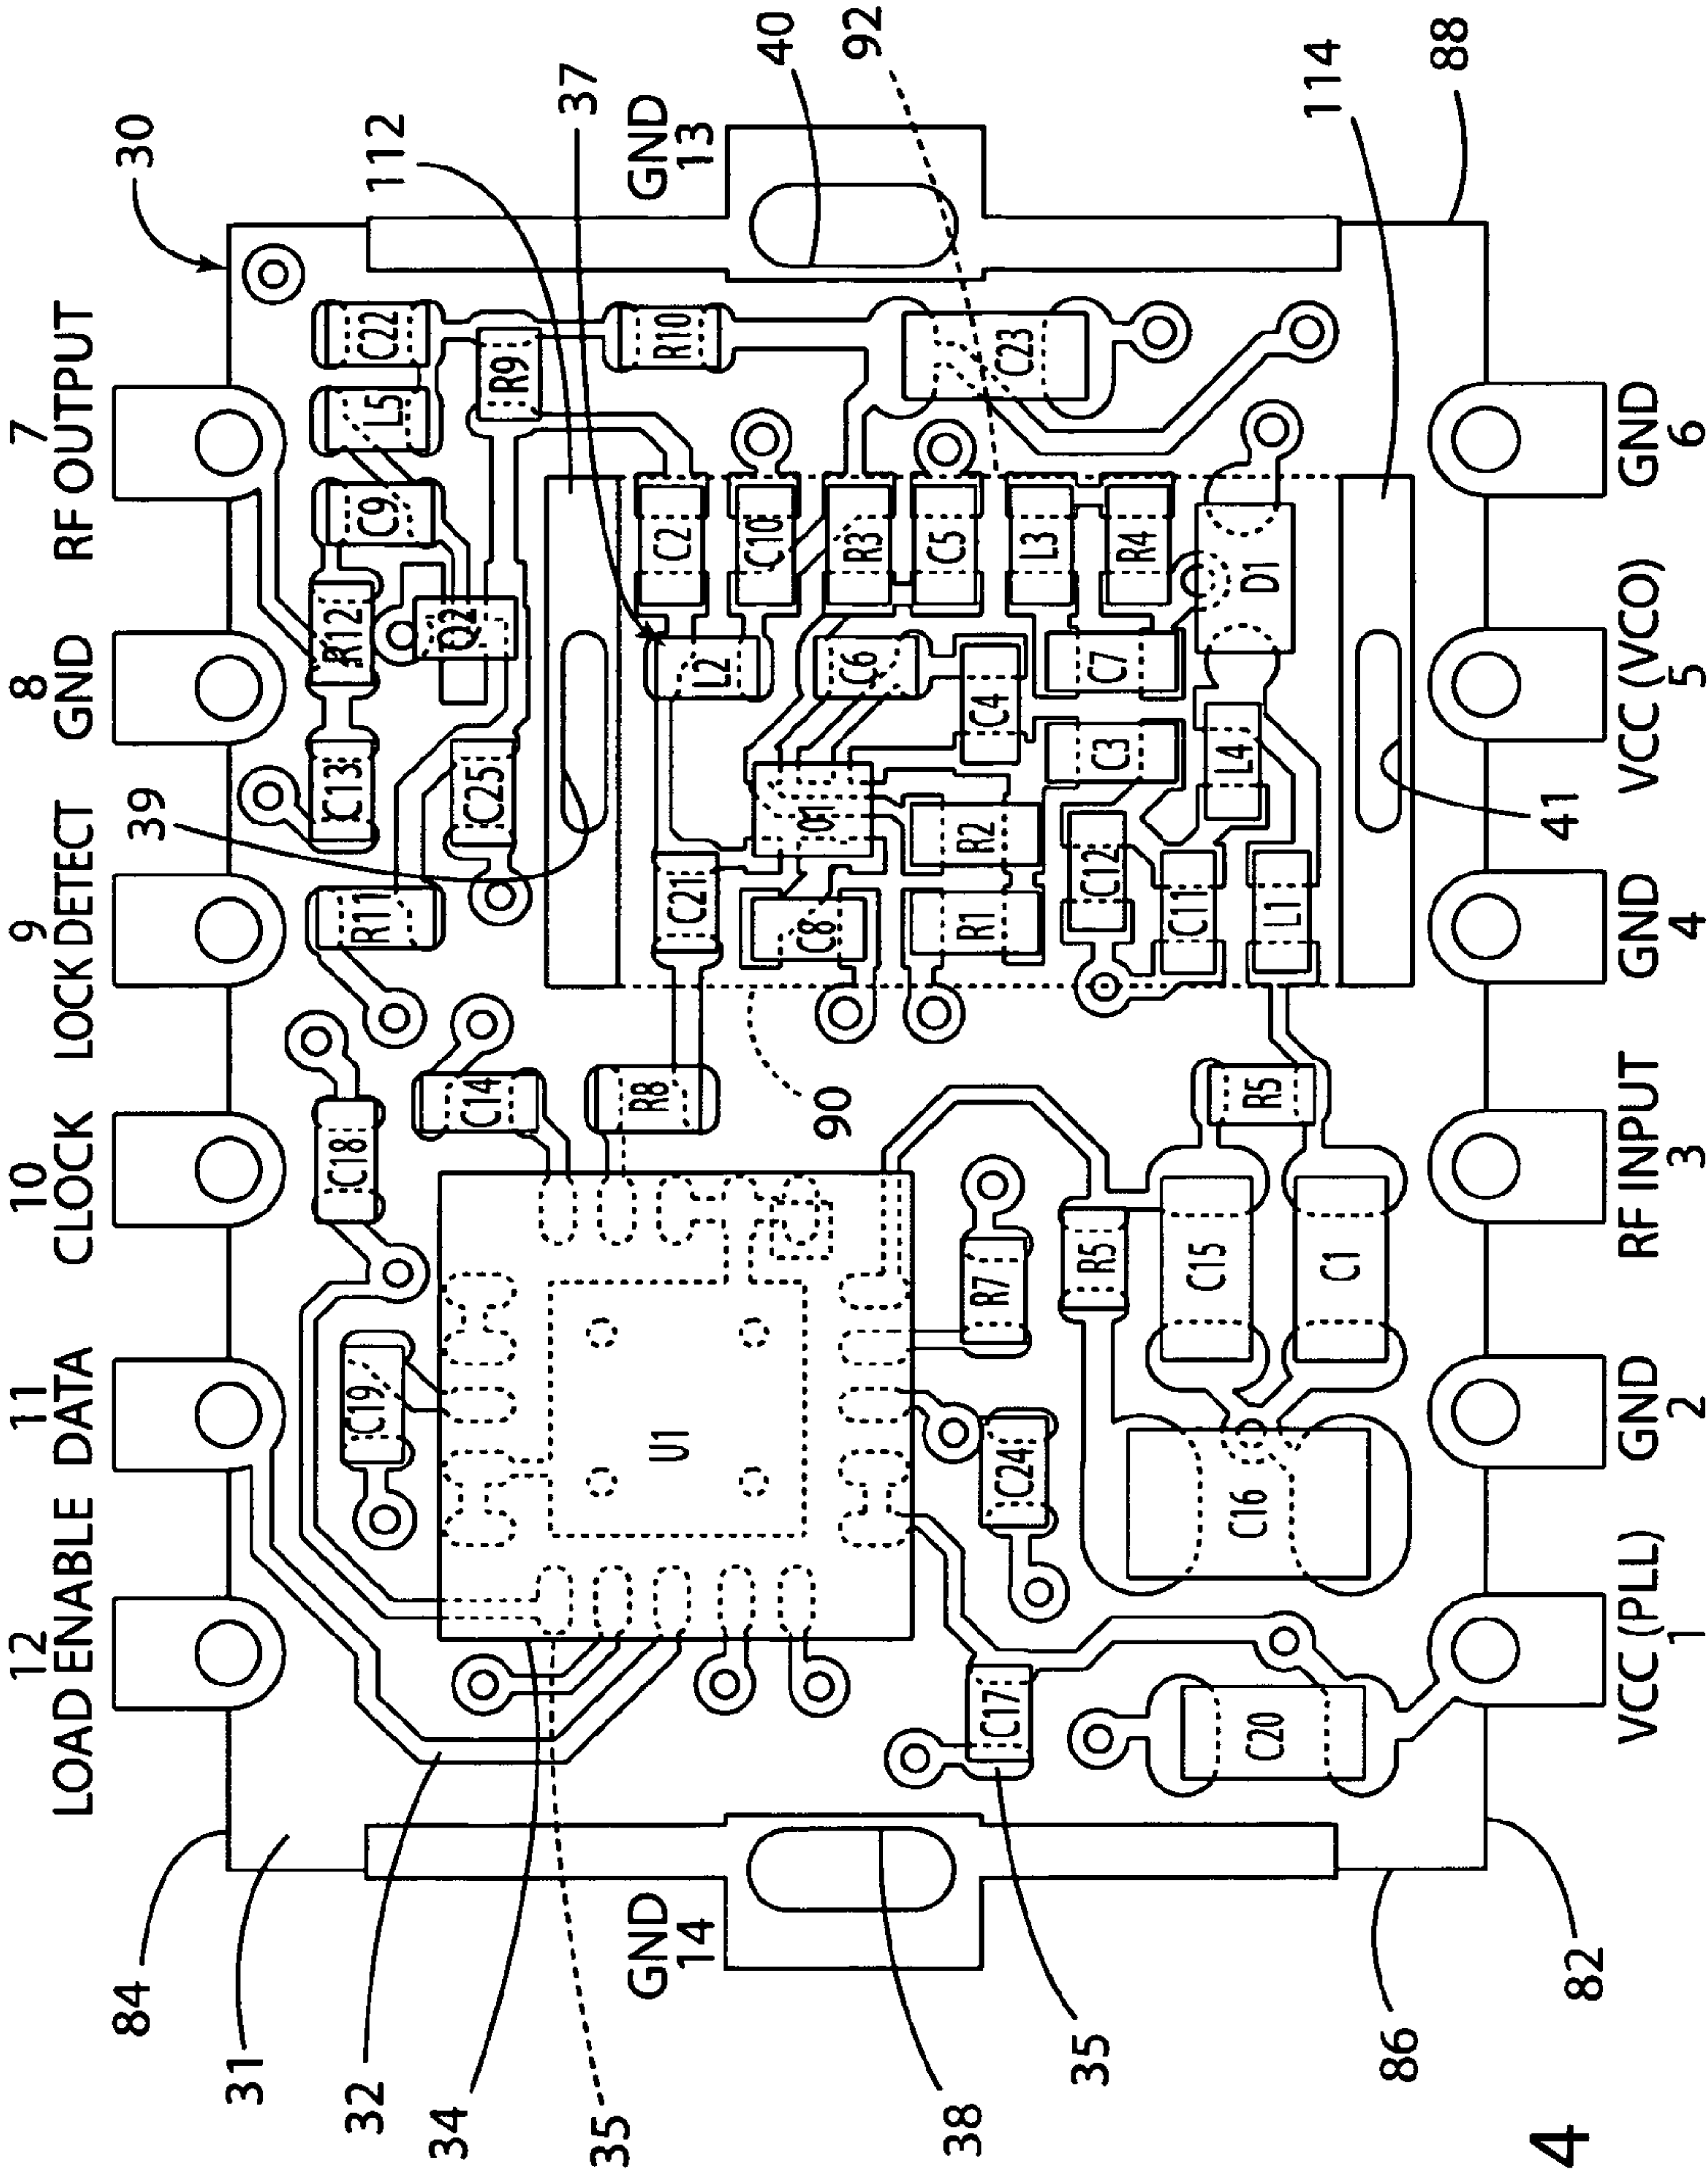 12
LOAD ENABLE
11
DATA
10
CLOCK
9
LOCK DETECT
8
GND
7
RF OUTPUT
30
84
31
32
34
35
GND
14
38
35
86
82
39
112
37
GND
13
40
92
114
88
90
41
C18
C19
C14
R8
U1
R7
R5
C15
C1
R5
C24
C16
C17
C20
R11
C13
C25
R12
Q2
C9
L5
C22
R9
R10
C23
C2
C10
R3
C5
L3
R4
D1
L2
C6
C4
C7
C3
L4
Q1
R2
C21
C8
R1
C12
C11
L1
VCC (PLL)
1
GND
2
RF INPUT
3
GND
4
VCC (VCO)
5
GND
6
4